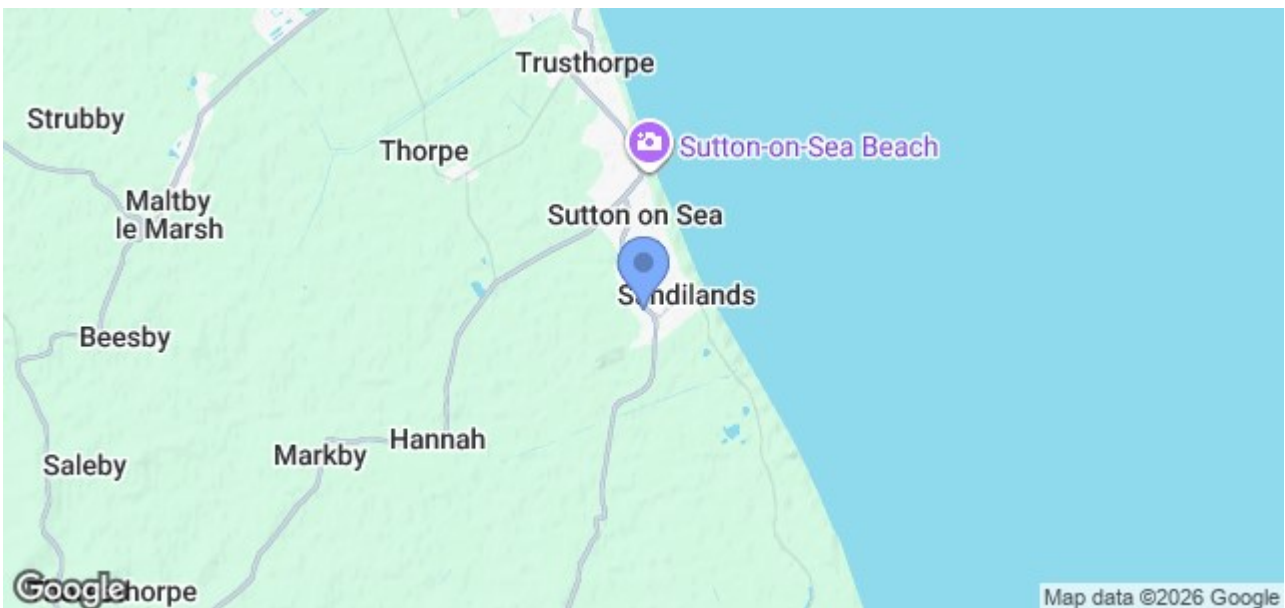 Trusthorpe
Strubby
Sutton-on-Sea Beach
Thorpe
Maltby
le Marsh
Sutton on Sea
Sandilands
Beesby
Hannah
Markby
Saleby
Google
Map data ©2026 Google